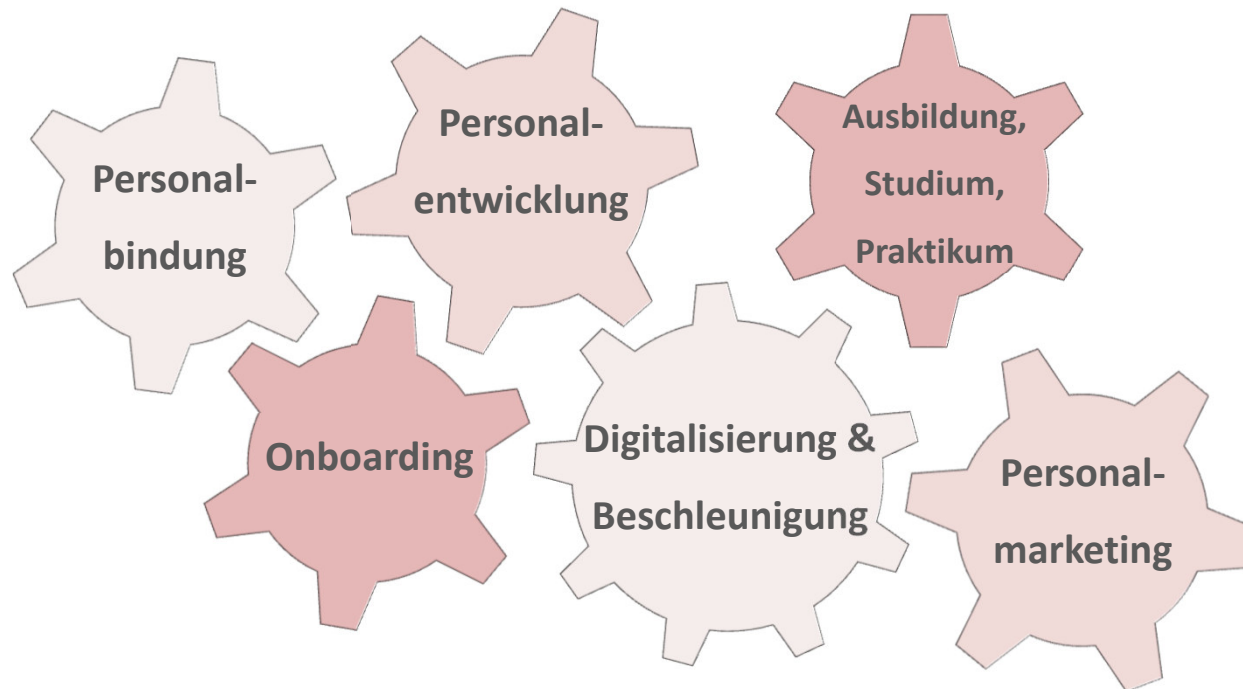 Personal-
bindung
Personal-
entwicklung
Ausbildung,
Studium,
Praktikum
Onboarding
Digitalisierung &
Beschleunigung
Personal-
marketing